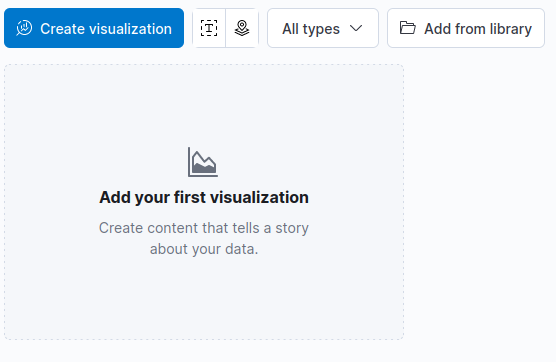 Create visualization
All types
Add from library
Add your first visualization
Create content that tells a story
about your data.